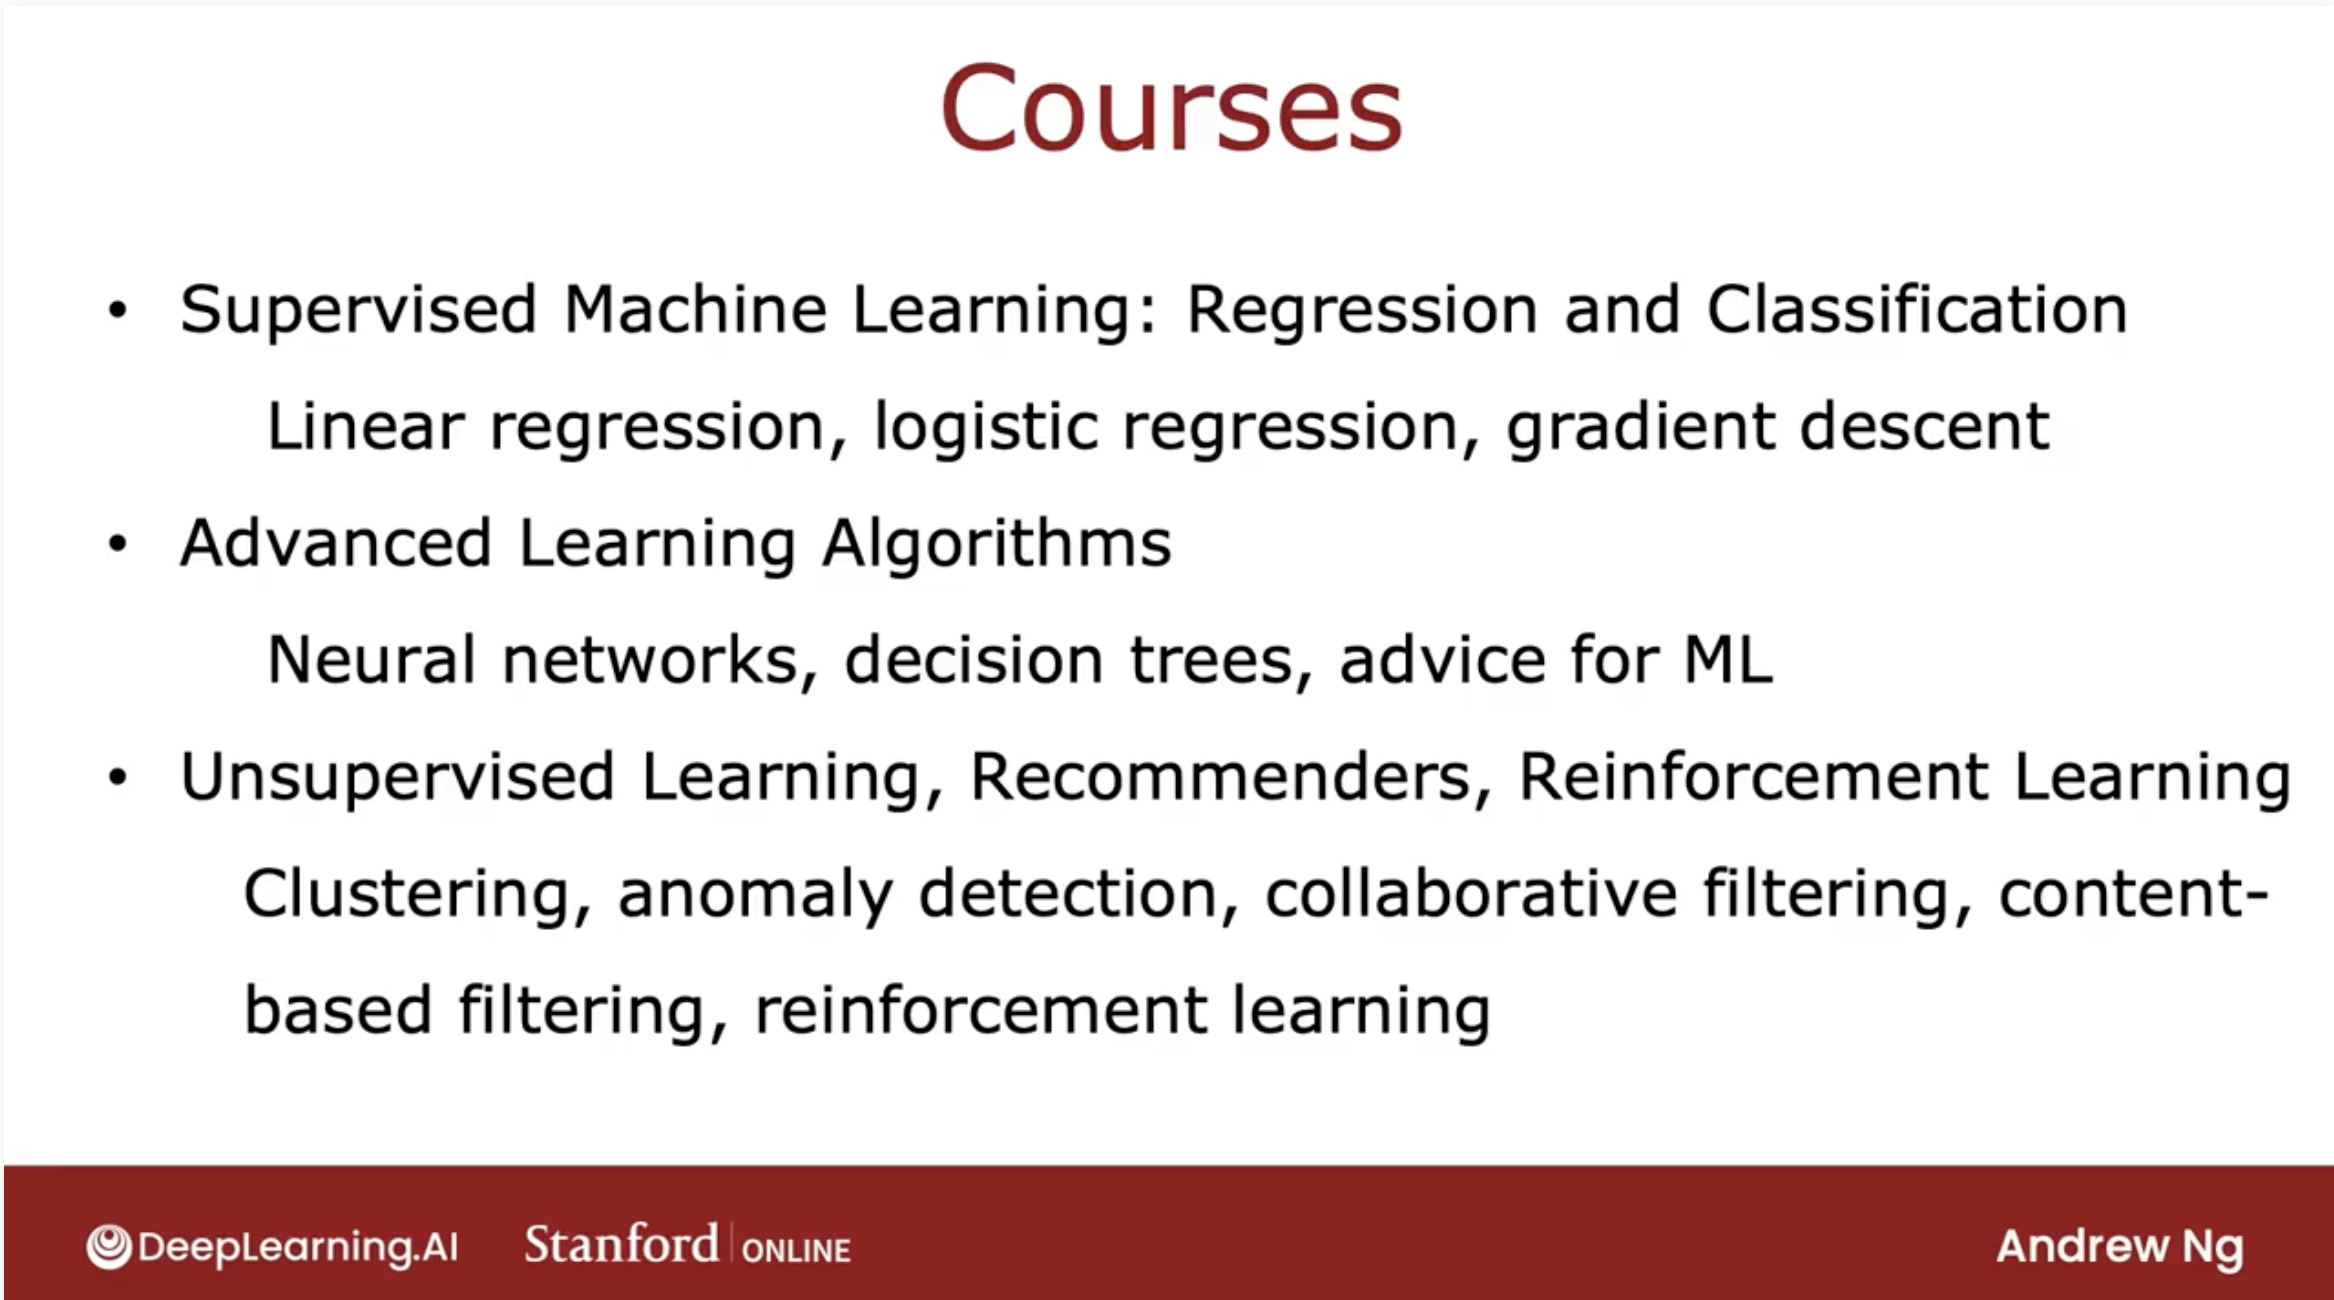 Courses
• Supervised Machine Learning: Regression and Classification
Linear regression, logistic regression, gradient descent
• Advanced Learning Algorithms
Neural networks, decision trees, advice for ML
• Unsupervised Learning, Recommenders, Reinforcement Learning
Clustering, anomaly detection, collaborative filtering, content-
based filtering, reinforcement learning
DeepLearning.AI Stanford | ONLINE Andrew Ng